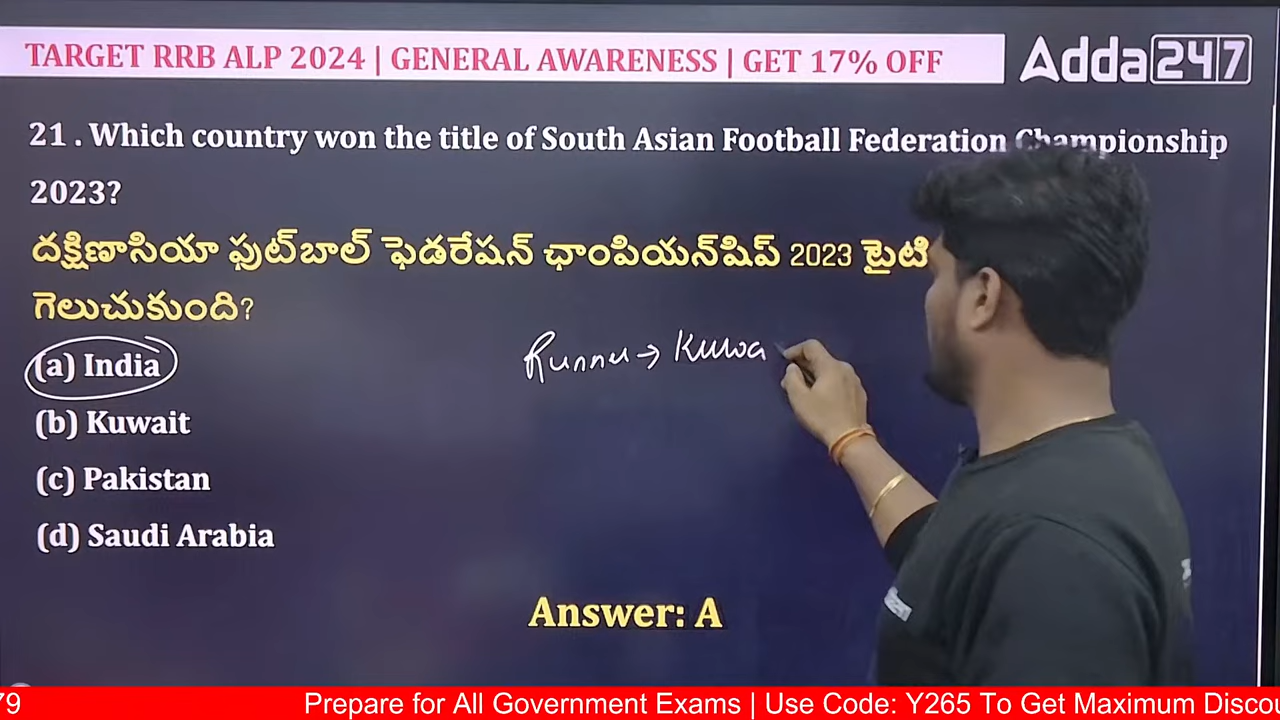 TARGET RRB ALP 2024 | GENERAL AWARENESS | GET 17% OFF
Adda247
21 . Which country won the title of South Asian Football Federation Championship
2023?
దక్షిణాసియా ఫుట్‌బాల్ ఫెడరేషన్ ఛాంపియన్‌షిప్ 2023 టైటి
గెలుచుకుంది?
(a) India
Runner → Kuwa
(b) Kuwait
(c) Pakistan
(d) Saudi Arabia
Answer: A
79 Prepare for All Government Exams | Use Code: Y265 To Get Maximum Discou